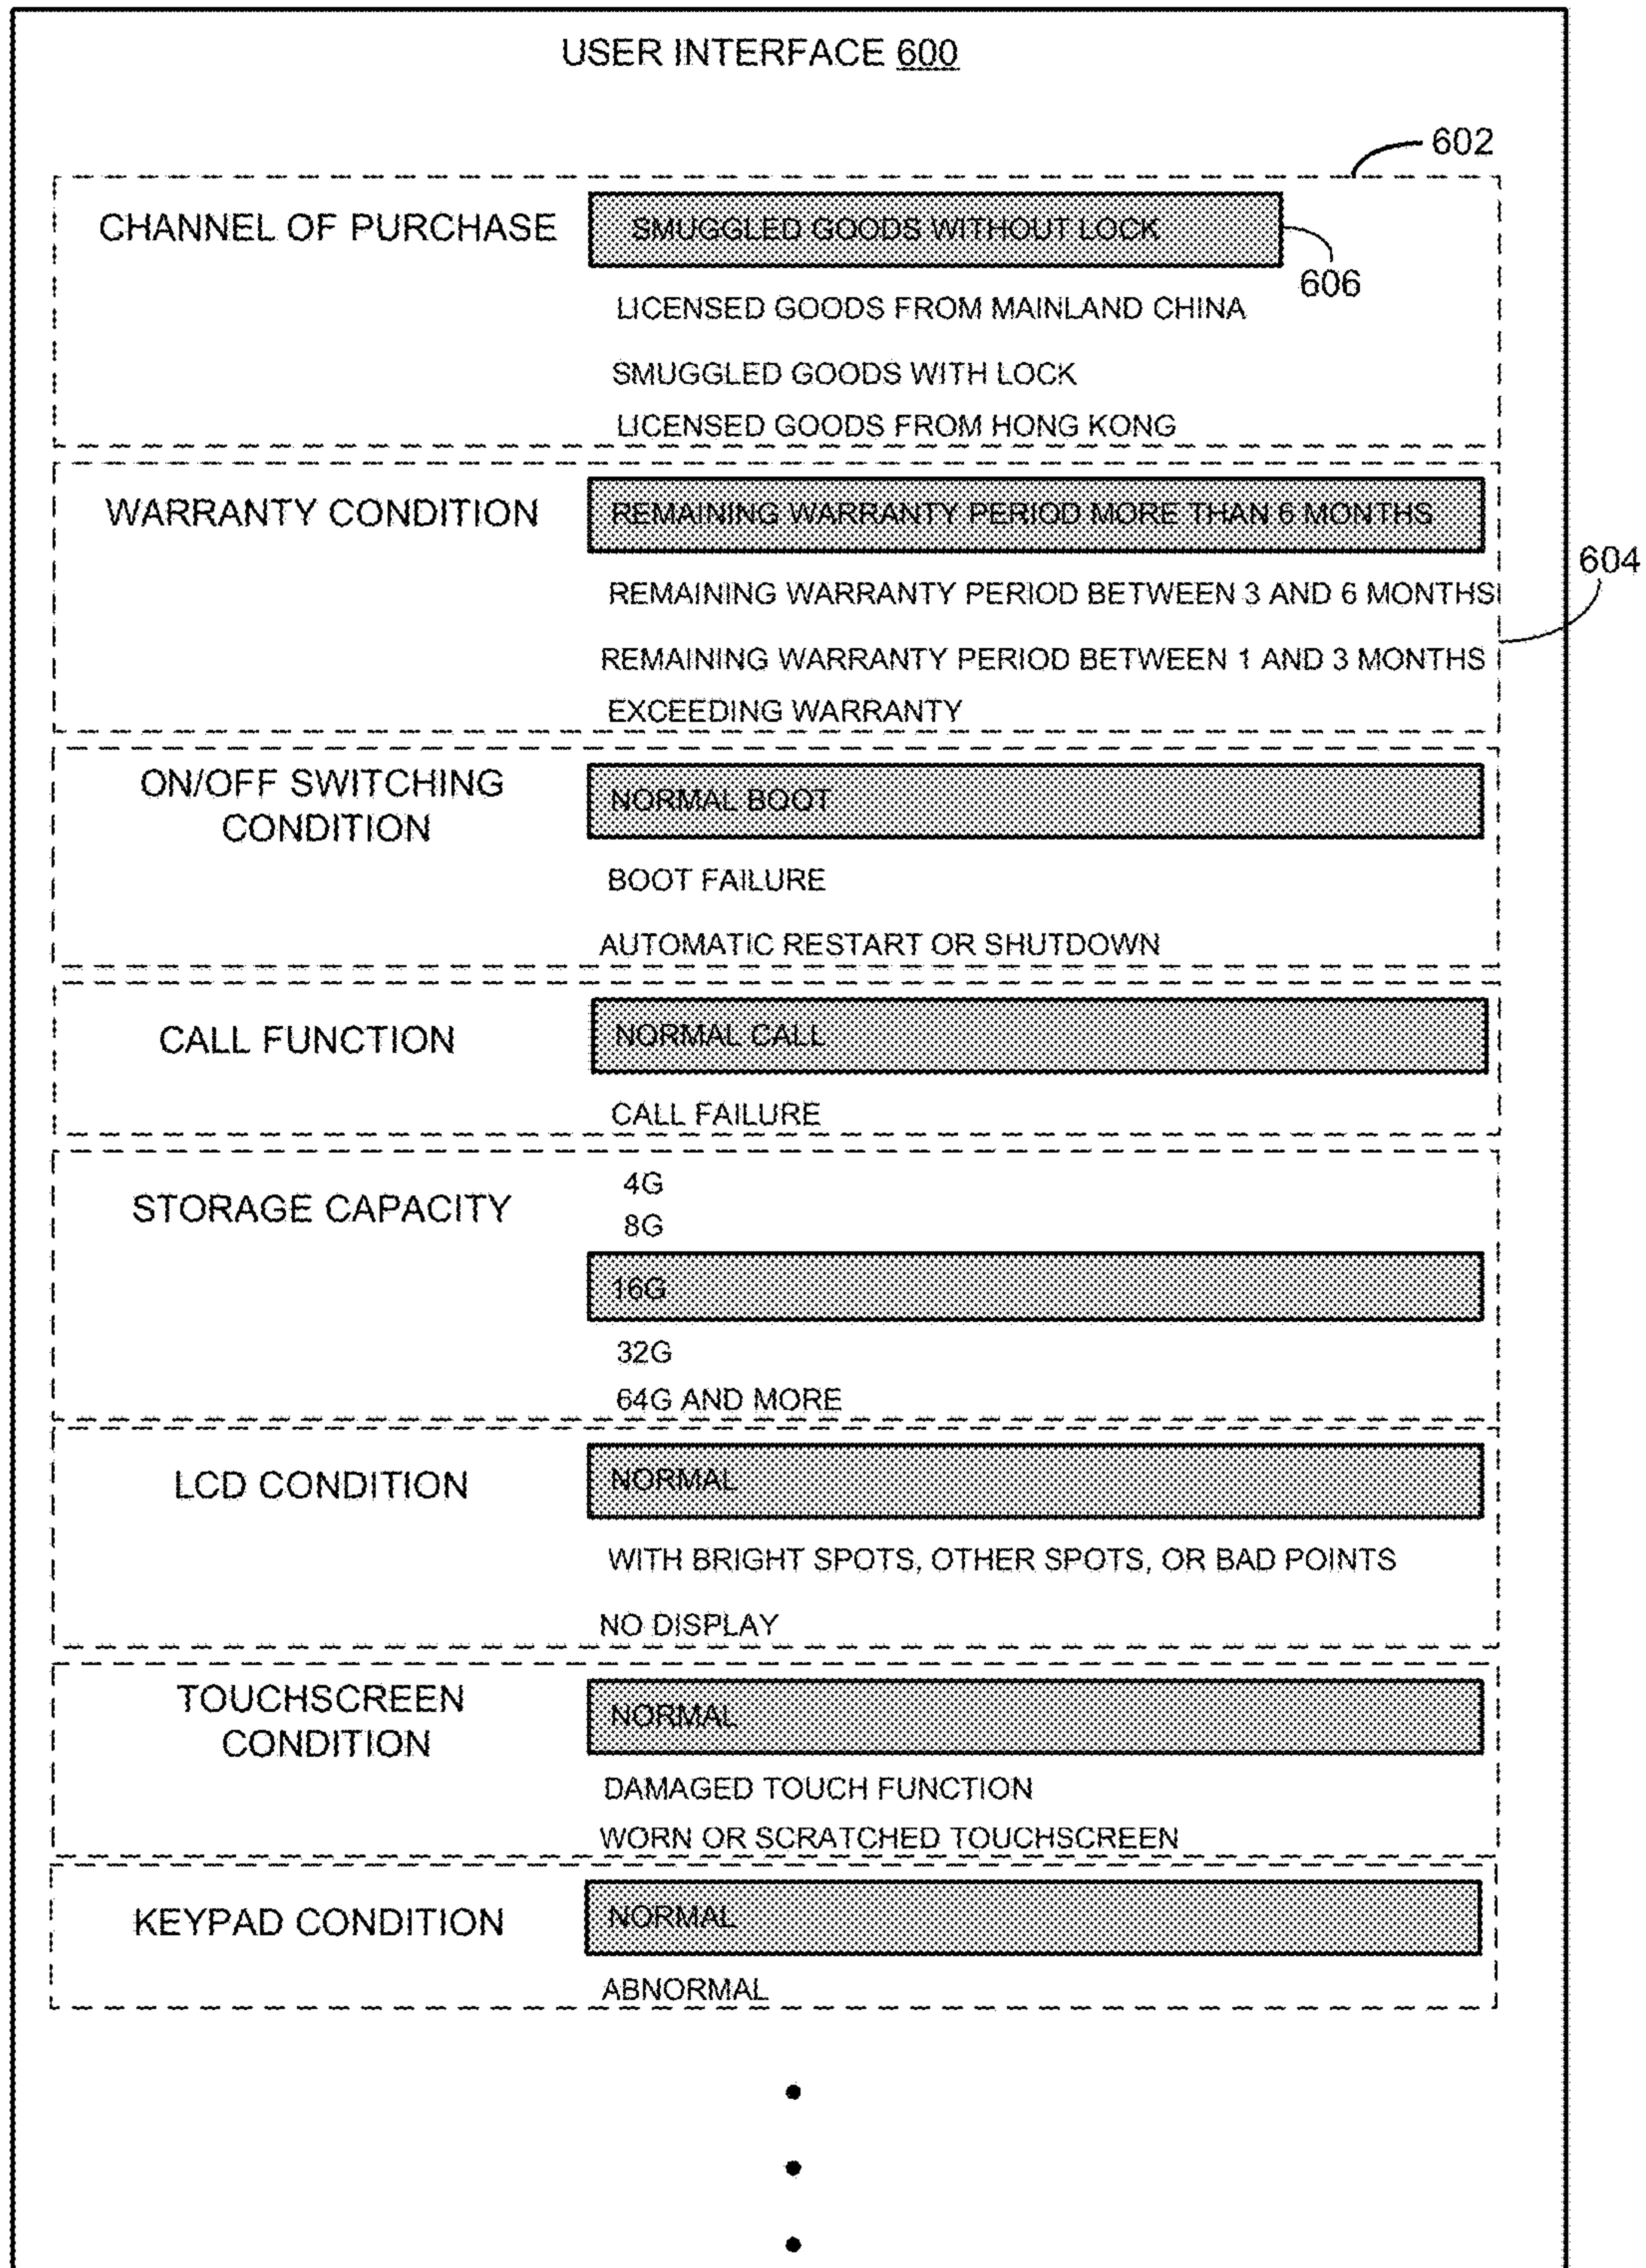 USER INTERFACE 600
602
CHANNEL OF PURCHASE
SMUGGLED GOODS WITHOUT LOCK
606
LICENSED GOODS FROM MAINLAND CHINA
SMUGGLED GOODS WITH LOCK
LICENSED GOODS FROM HONG KONG
WARRANTY CONDITION
REMAINING WARRANTY PERIOD MORE THAN 6 MONTHS
604
REMAINING WARRANTY PERIOD BETWEEN 3 AND 6 MONTHS
REMAINING WARRANTY PERIOD BETWEEN 1 AND 3 MONTHS
EXCEEDING WARRANTY
ON/OFF SWITCHING
CONDITION
NORMAL BOOT
BOOT FAILURE
AUTOMATIC RESTART OR SHUTDOWN
CALL FUNCTION
NORMAL CALL
CALL FAILURE
STORAGE CAPACITY
4G
8G
16G
32G
64G AND MORE
LCD CONDITION
NORMAL
WITH BRIGHT SPOTS, OTHER SPOTS, OR BAD POINTS
NO DISPLAY
TOUCHSCREEN
CONDITION
NORMAL
DAMAGED TOUCH FUNCTION
WORN OR SCRATCHED TOUCHSCREEN
KEYPAD CONDITION
NORMAL
ABNORMAL